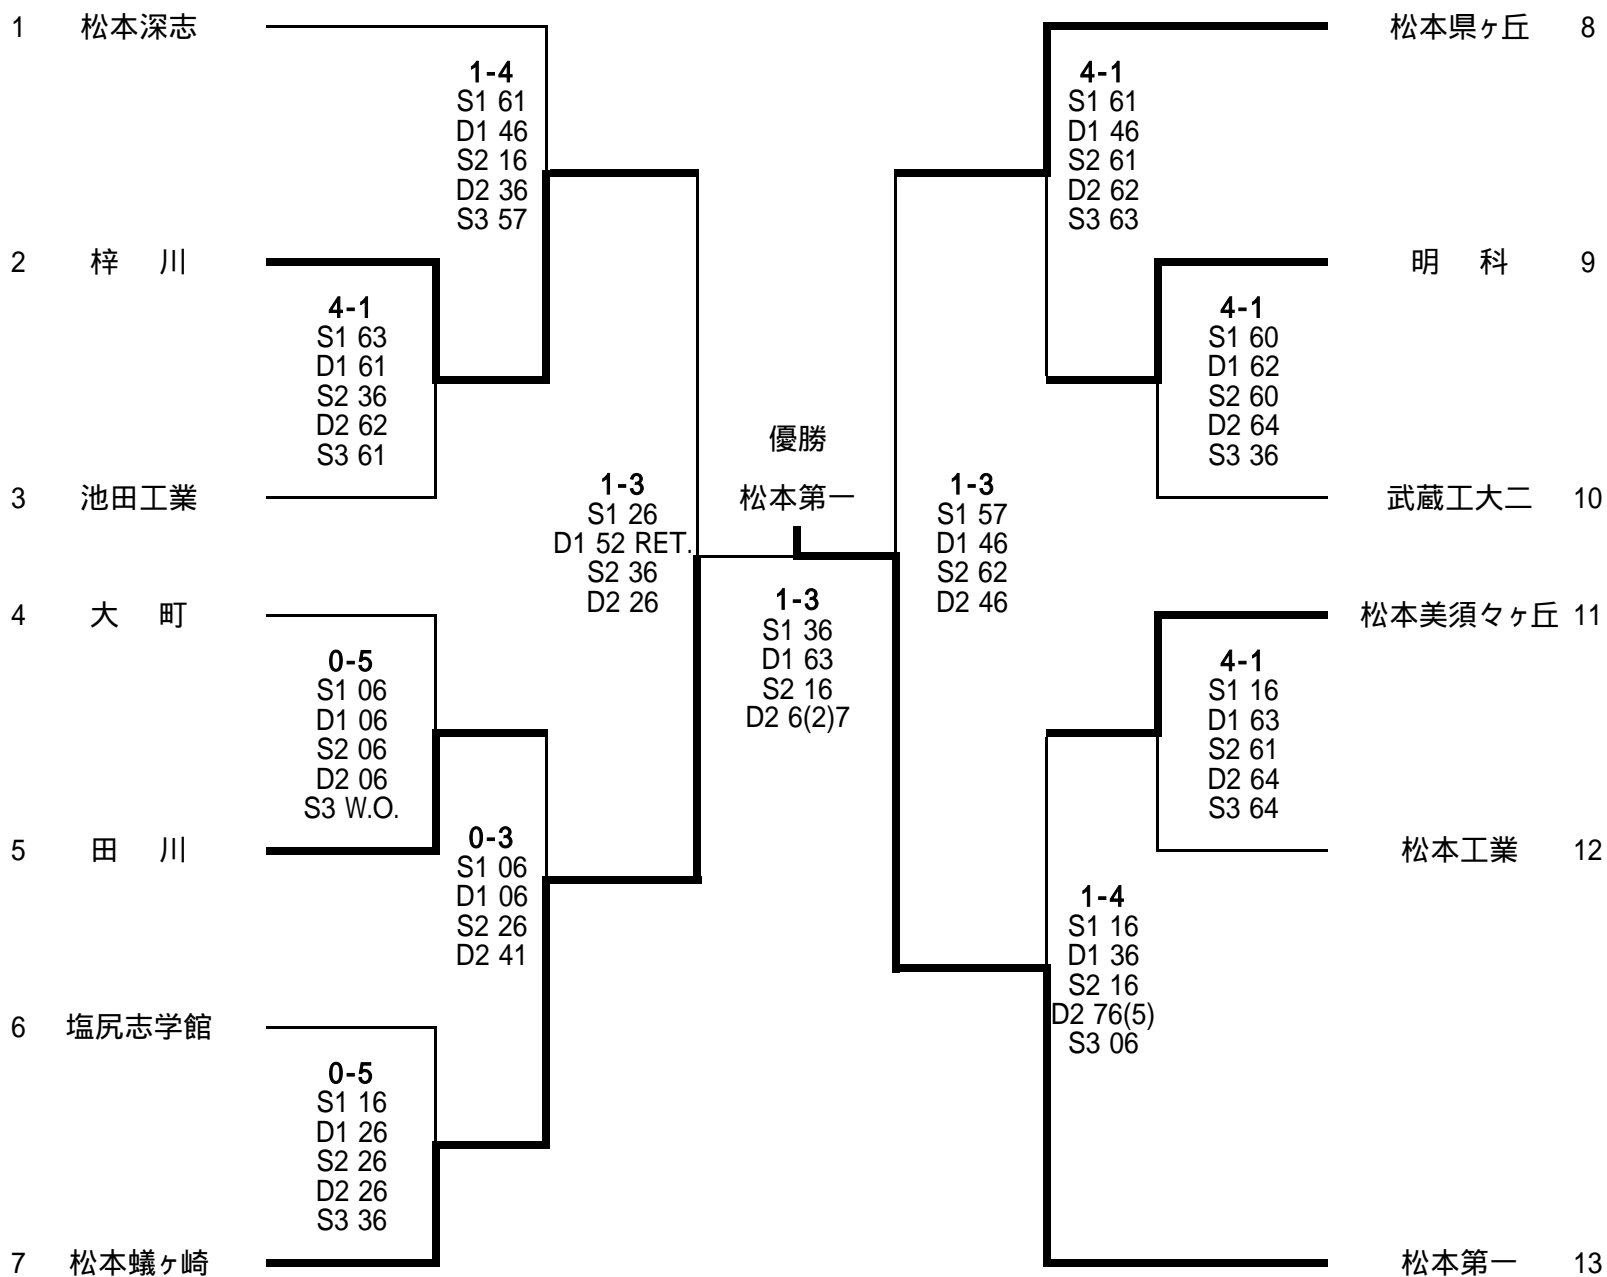 1 松本深志
1-4
S1 61
D1 46
S2 16
D2 36
S3 57
2 梓 川
4-1
S1 63
D1 61
S2 36
D2 62
S3 61
3 池田工業
1-3
S1 26
D1 52 RET.
S2 36
D2 26
4 大 町
0-5
S1 06
D1 06
S2 06
D2 06
S3 W.O.
5 田 川
0-3
S1 06
D1 06
S2 26
D2 41
6 塩尻志学館
0-5
S1 16
D1 26
S2 26
D2 26
S3 36
7 松本蟻ヶ崎
優勝
松本第一
1-3
S1 36
D1 63
S2 16
D2 6(2)7
松本県ヶ丘 8
4-1
S1 61
D1 46
S2 61
D2 62
S3 63
明 科 9
4-1
S1 60
D1 62
S2 60
D2 64
S3 36
武蔵工大二 10
1-3
S1 57
D1 46
S2 62
D2 46
松本美須々ヶ丘 11
4-1
S1 16
D1 63
S2 61
D2 64
S3 64
松本工業 12
1-4
S1 16
D1 36
S2 16
D2 76(5)
S3 06
松本第一 13